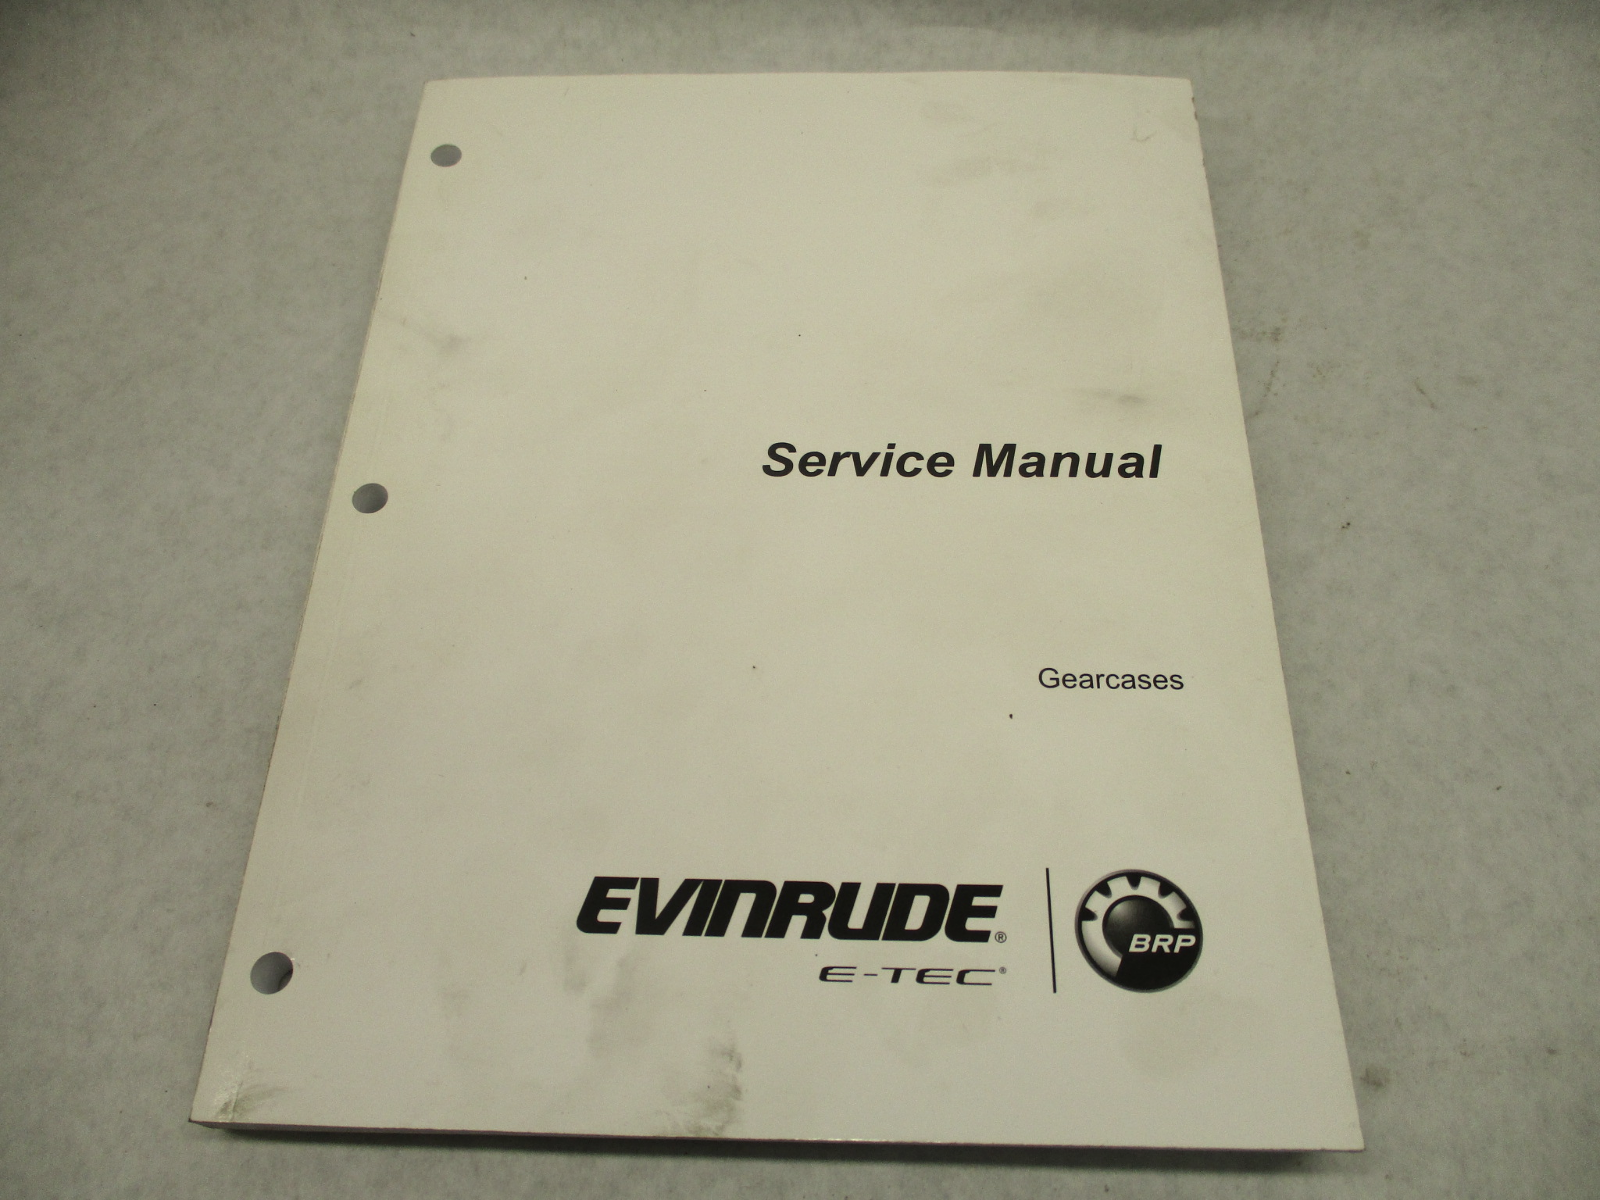 Service Manual
Gearcases
EVINRUDE®
E-TEC®
BRP